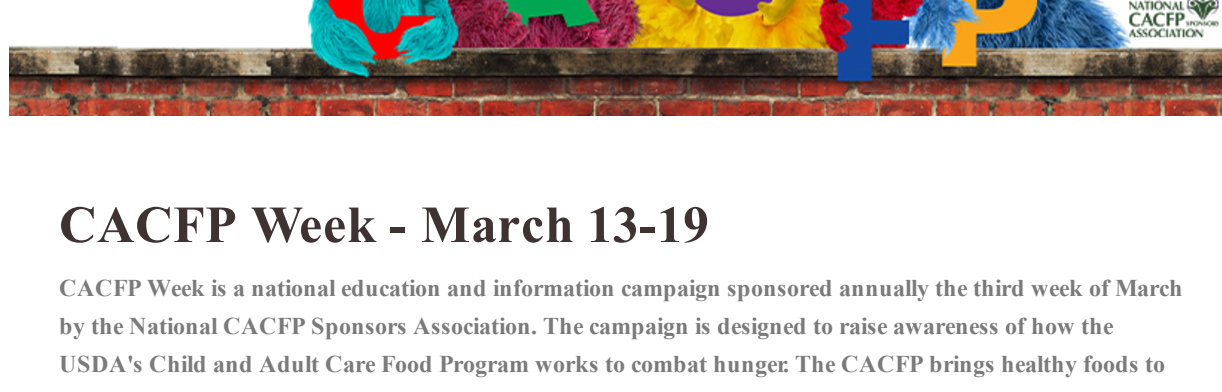 CACFP
NATIONAL
CACFP SPONSORS
ASSOCIATION
CACFP Week - March 13-19
CACFP Week is a national education and information campaign sponsored annually the third week of March
by the National CACFP Sponsors Association. The campaign is designed to raise awareness of how the
USDA's Child and Adult Care Food Program works to combat hunger. The CACFP brings healthy foods to